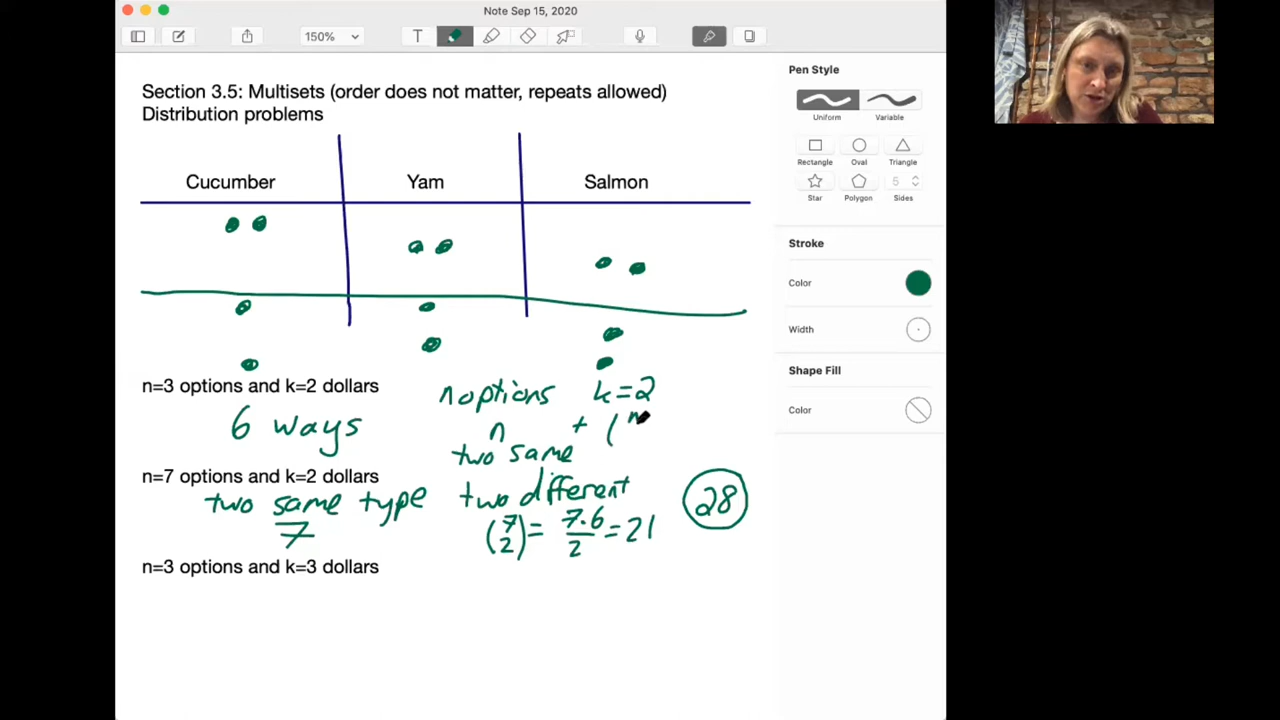 Note Sep 15, 2020
150%
T
Section 3.5: Multisets (order does not matter, repeats allowed)
Distribution problems
Cucumber Yam Salmon
n=3 options and k=2 dollars
6 ways
n options k=2
n + (n
two same
n=7 options and k=2 dollars
two same type two different
7
(7 2) = 7·6 / 2 = 21
28
n=3 options and k=3 dollars
Pen Style
Uniform Variable
Rectangle Oval Triangle
5
Star Polygon Sides
Stroke
Color
Width
Shape Fill
Color